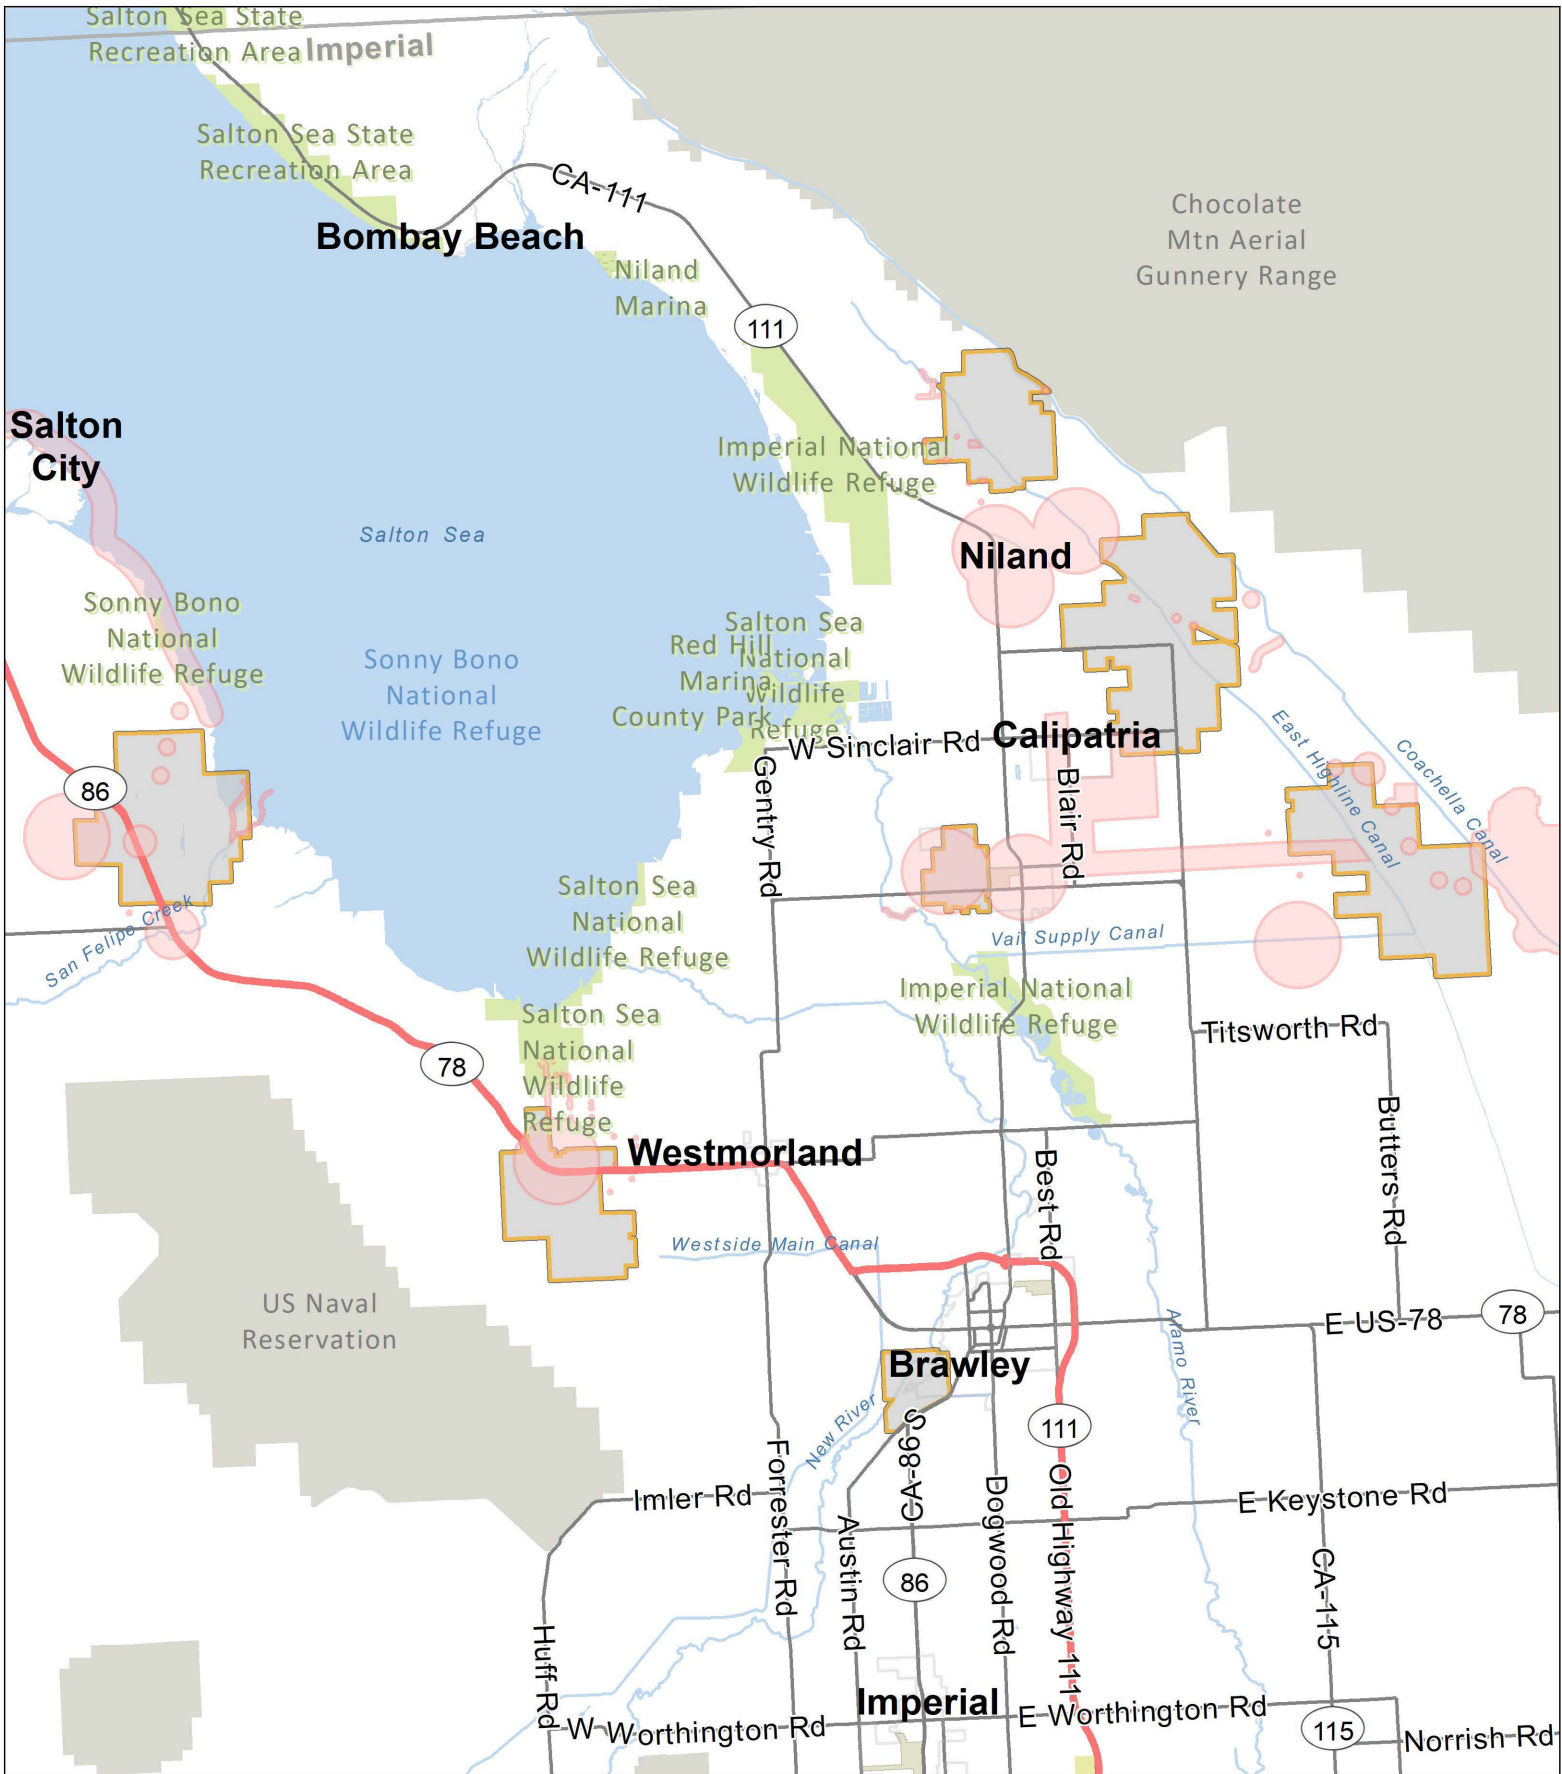 Salton Sea State
Recreation Area
Imperial
Salton Sea State
Recreation Area
CA-111
Chocolate
Mtn Aerial
Gunnery Range
Bombay Beach
Niland
Marina
111
Salton
City
Imperial National
Wildlife Refuge
Salton Sea
Niland
Sonny Bono
National
Wildlife Refuge
Sonny Bono
National
Wildlife Refuge
Salton Sea
National
Wildlife
Refuge
Red Hill
Marina
County Park
W Sinclair Rd
Calipatria
East Highline Canal
Coachella Canal
86
Gentry Rd
Blair Rd
San Felipe Creek
Salton Sea
National
Wildlife Refuge
Vail Supply Canal
Imperial National
Wildlife Refuge
Salton Sea
National
Wildlife
Refuge
Titsworth Rd
78
Butters Rd
Westmorland
Best Rd
Westside Main Canal
US Naval
Reservation
Alamo River
E US-78
78
Brawley
New River
S CA-86
111
Imler Rd
Forrester Rd
Austin Rd
Dogwood Rd
Old Highway 111
E Keystone Rd
CA-115
86
Huff Rd
Imperial
W Worthington Rd
E Worthington Rd
115
Norrish Rd